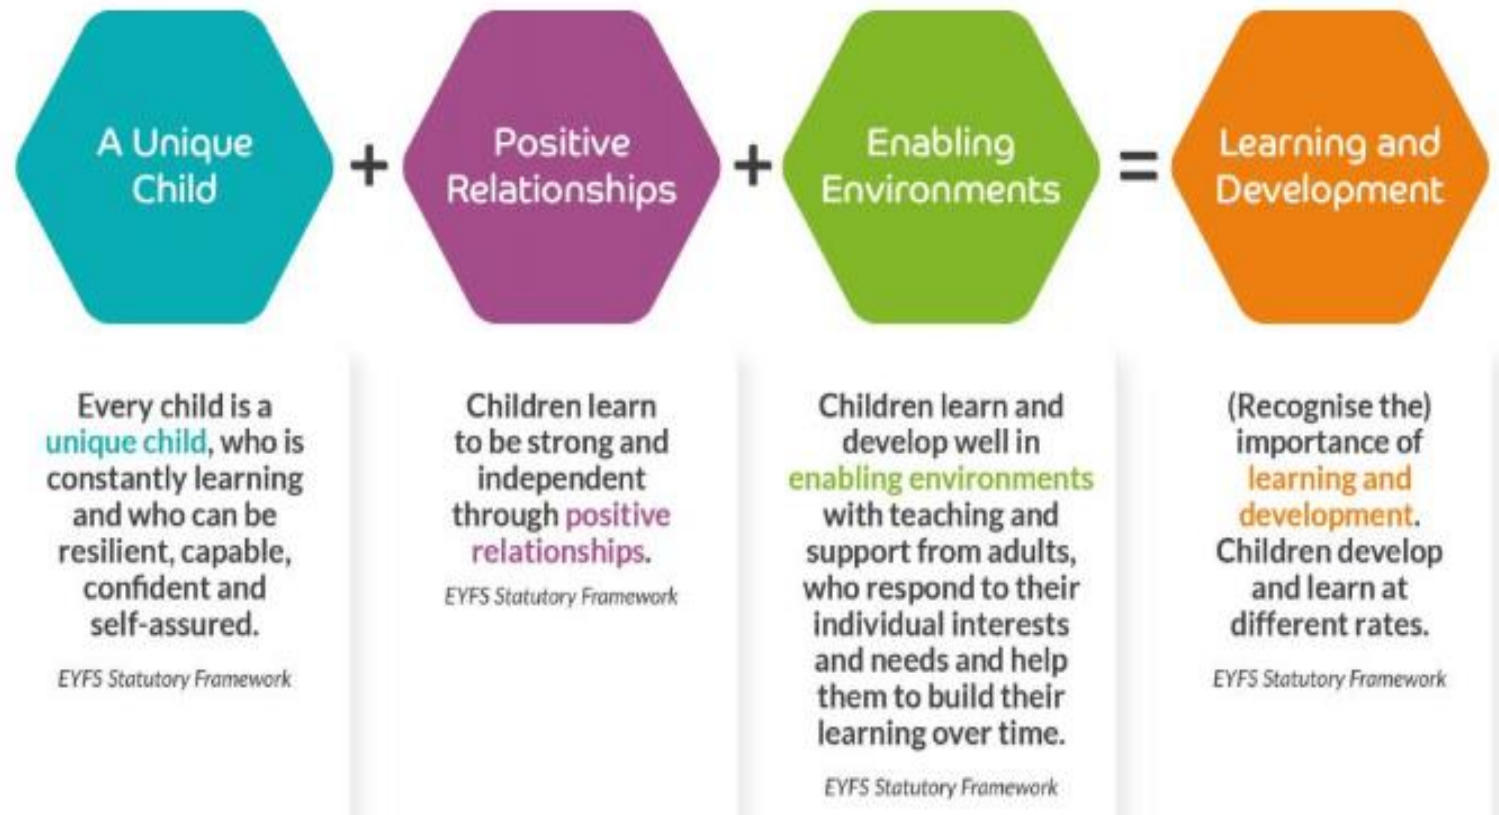 A Unique
Child
+
Positive
Relationships
+
Enabling
Environments
=
Learning and
Development
Every child is a
unique child, who is
constantly learning
and who can be
resilient, capable,
confident and
self-assured.
EYFS Statutory Framework
Children learn
to be strong and
independent
through positive
relationships.
EYFS Statutory Framework
Children learn and
develop well in
enabling environments
with teaching and
support from adults,
who respond to their
individual interests
and needs and help
them to build their
learning over time.
EYFS Statutory Framework
(Recognise the)
importance of
learning and
development.
Children develop
and learn at
different rates.
EYFS Statutory Framework